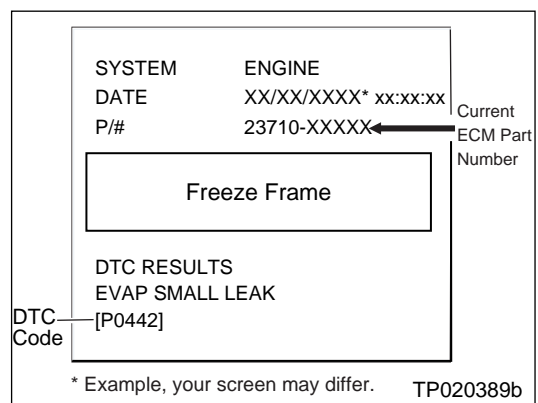 SYSTEM ENGINE
DATE XX/XX/XXXX* xx:xx:xx
P/# 23710-XXXXX
Current
ECM Part
Number
Freeze Frame
DTC RESULTS
EVAP SMALL LEAK
[P0442]
DTC
Code
* Example, your screen may differ.
TP020389b